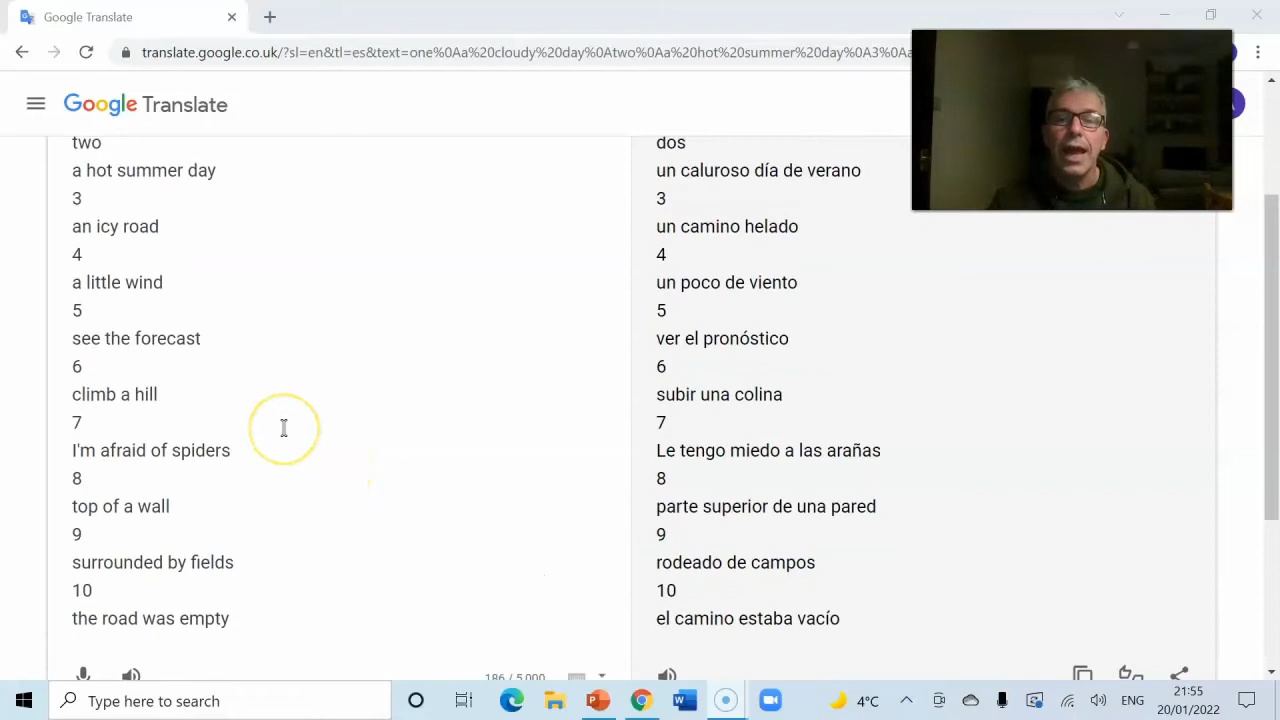 Google Translate
translate.google.co.uk/?sl=en&tl=es&text=one%0Aa%20cloudy%20day%0Atwo%0Aa%20hot%20summer%20day%0A3%0Aa
Google Translate
two
a hot summer day
3
an icy road
4
a little wind
5
see the forecast
6
climb a hill
7
I'm afraid of spiders
8
top of a wall
9
surrounded by fields
10
the road was empty
186 / 5,000
dos
un caluroso día de verano
3
un camino helado
4
un poco de viento
5
ver el pronóstico
6
subir una colina
7
Le tengo miedo a las arañas
8
parte superior de una pared
9
rodeado de campos
10
el camino estaba vacío
Type here to search
4°C
ENG
21:55
20/01/2022